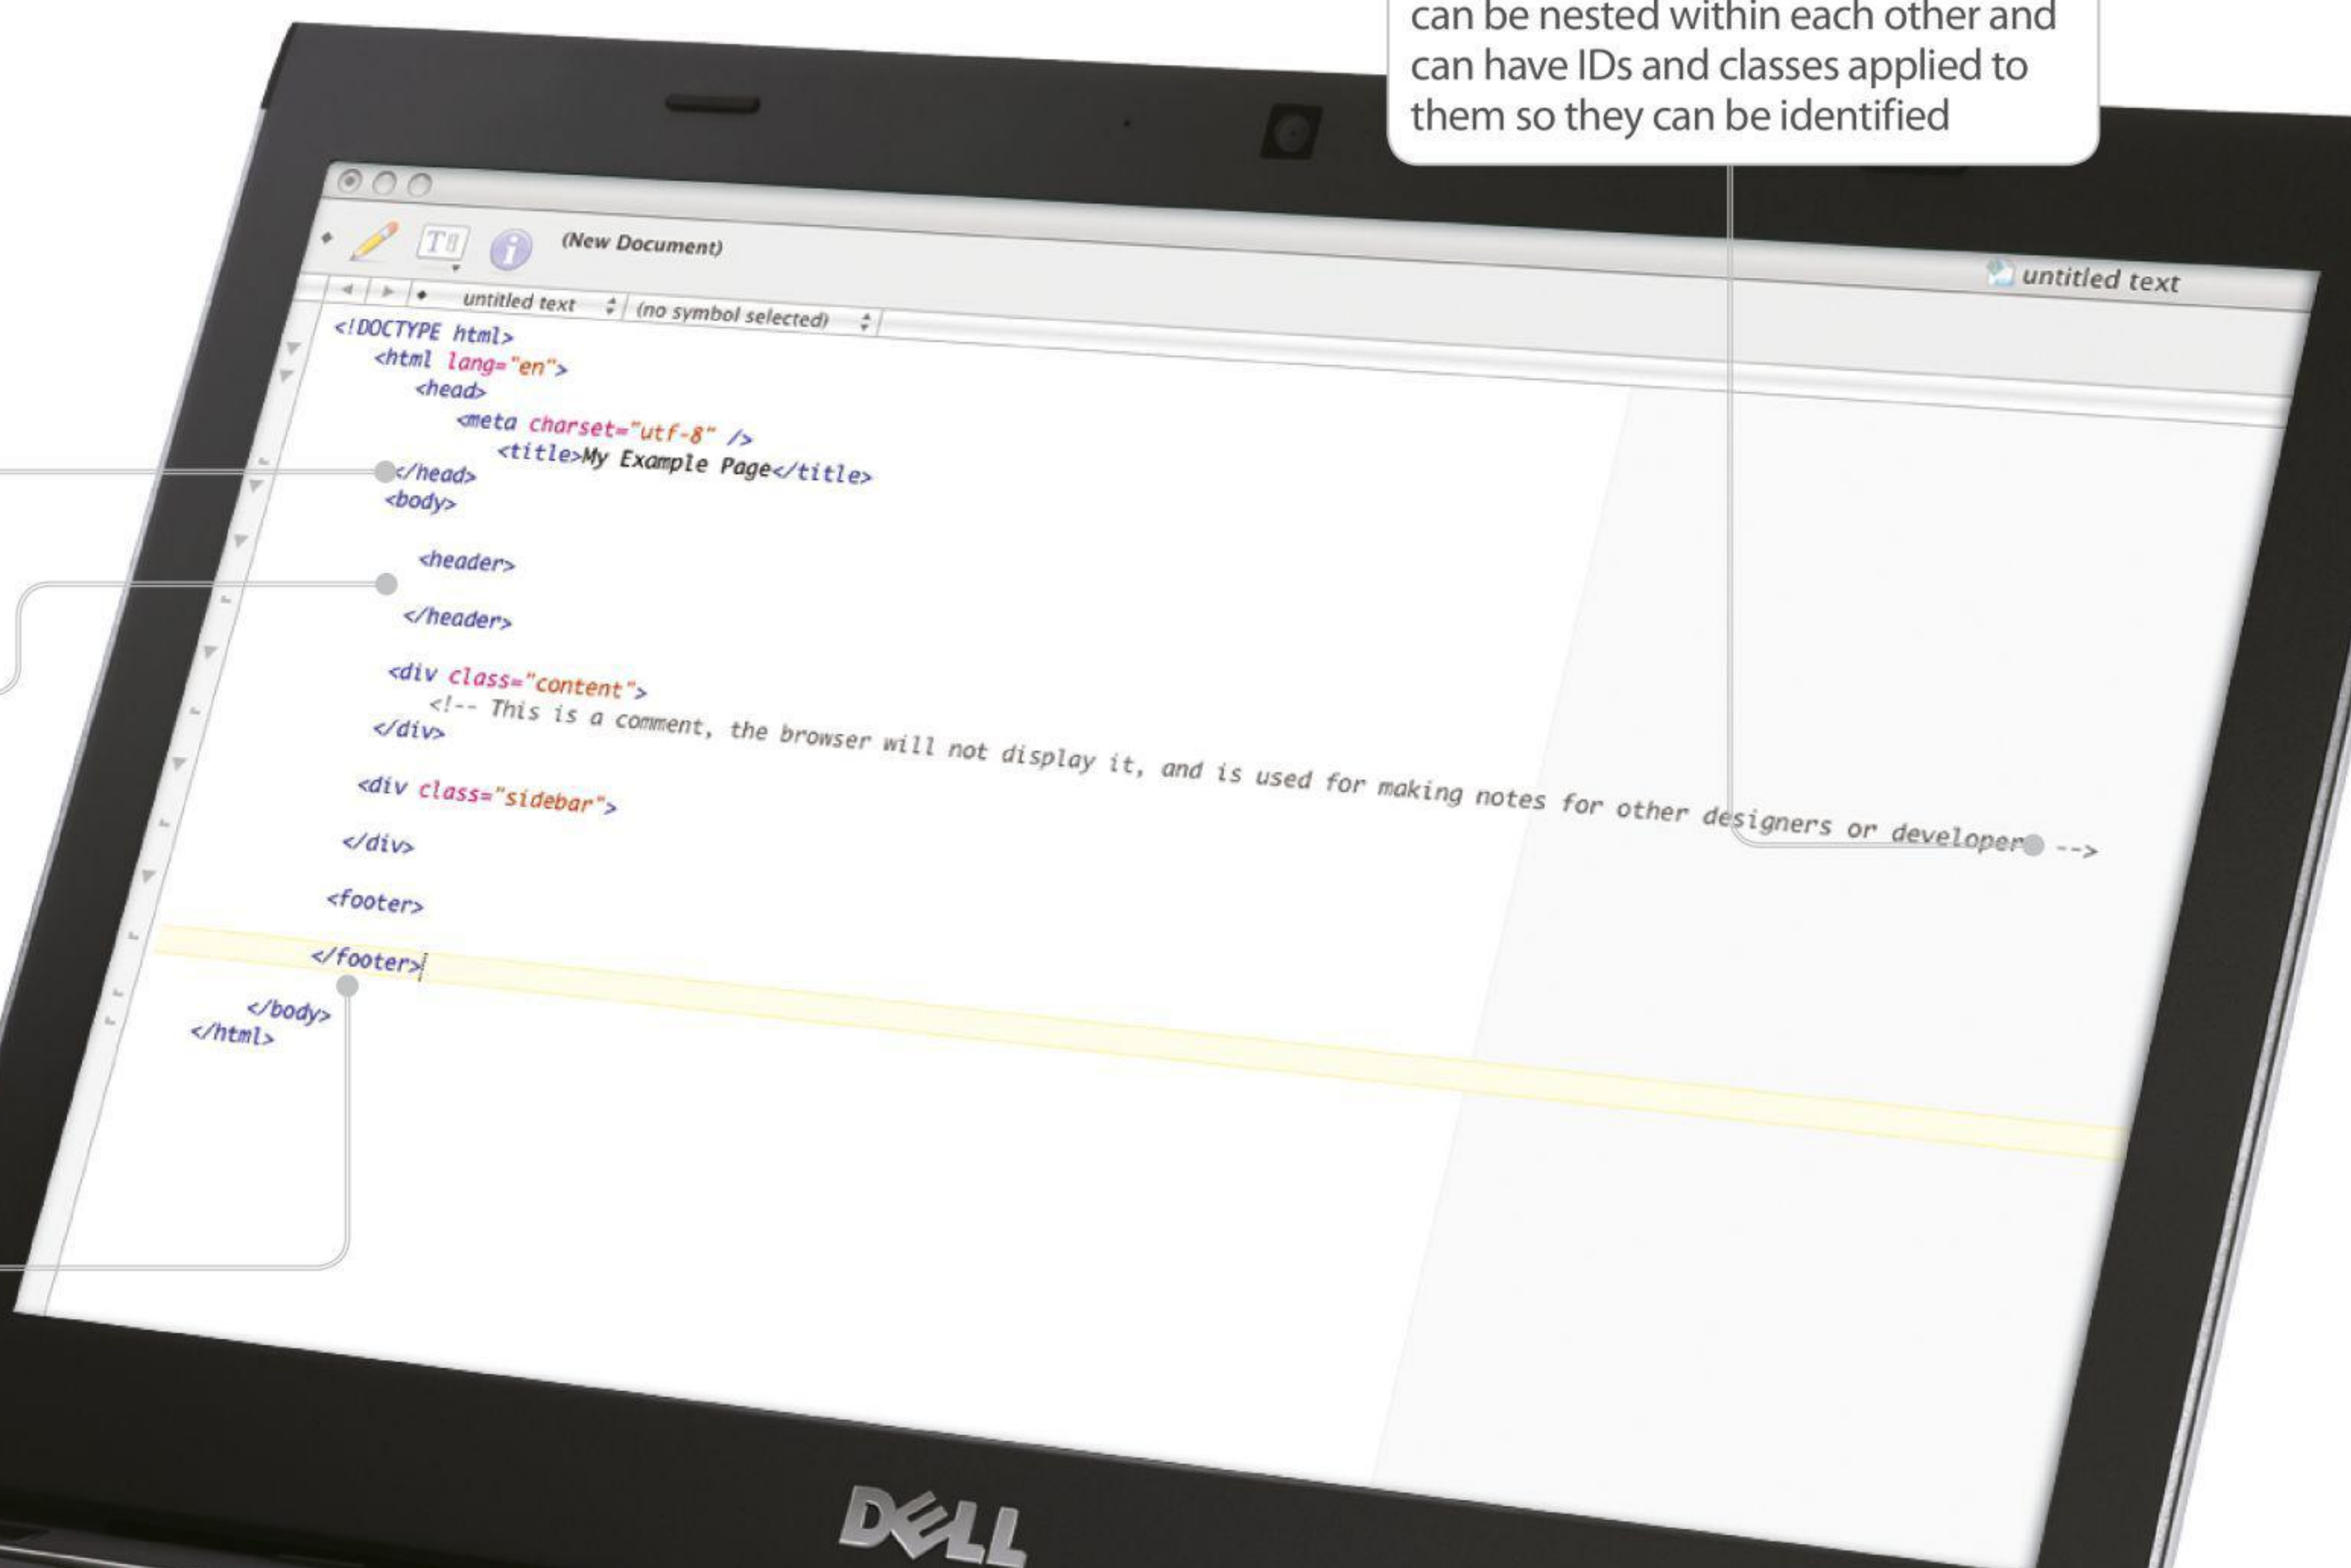 can be nested within each other and
can have IDs and classes applied to
them so they can be identified
(New Document)
untitled text
untitled text
(no symbol selected)
<!DOCTYPE html>
<html lang="en">
<head>
<meta charset="utf-8" />
<title>My Example Page</title>
</head>
<body>
<header>
</header>
<div class="content">
<!-- This is a comment, the browser will not display it, and is used for making notes for other designers or developer -->
</div>
<div class="sidebar">
</div>
<footer>
</footer>
</body>
</html>
DELL